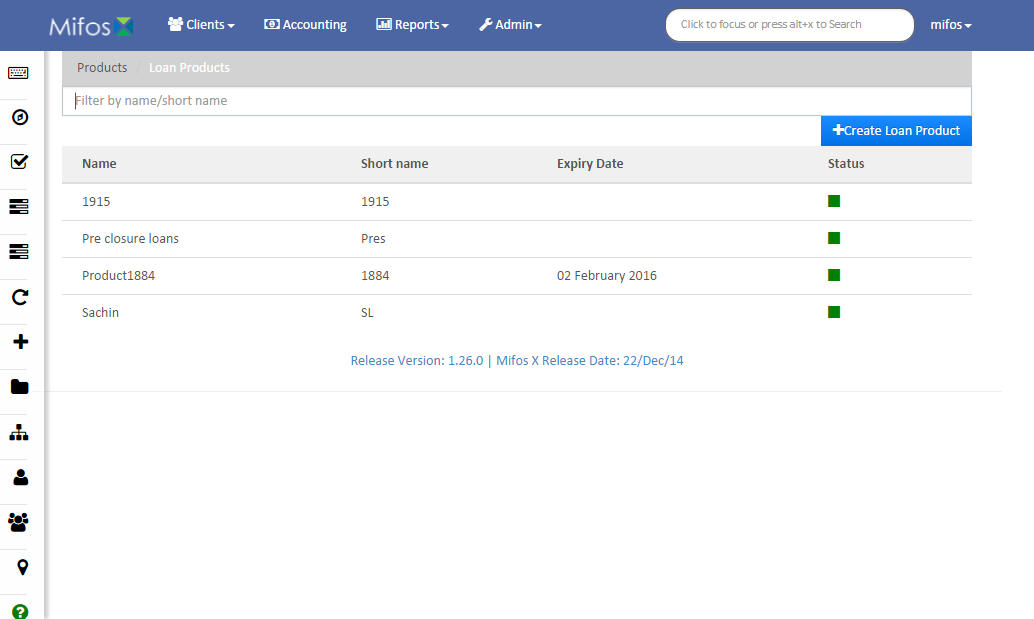 Mifos Clients Accounting Reports Admin Click to focus or press alt+x to Search mifos
Products / Loan Products
Filter by name/short name
Create Loan Product
Name Short name Expiry Date Status
1915 1915
Pre closure loans Pres
Product1884 1884 02 February 2016
Sachin SL
Release Version: 1.26.0 | Mifos X Release Date: 22/Dec/14